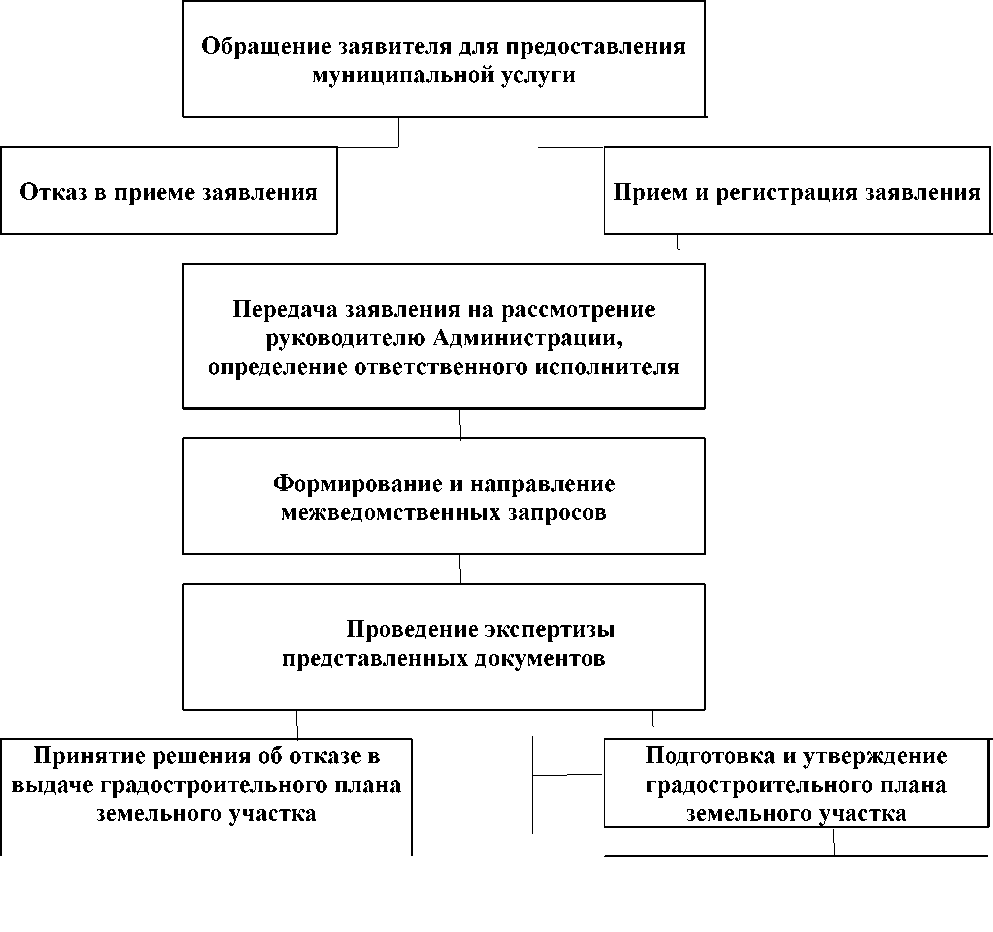 Обращение заявителя для предоставления
муниципальной услуги
Отказ в приеме заявления
Прием и регистрация заявления
Передача заявления на рассмотрение
руководителю Администрации,
определение ответственного исполнителя
Формирование и направление
межведомственных запросов
Проведение экспертизы
представленных документов
Принятие решения об отказе в
выдаче градостроительного плана
земельного участка
Подготовка и утверждение
градостроительного плана
земельного участка